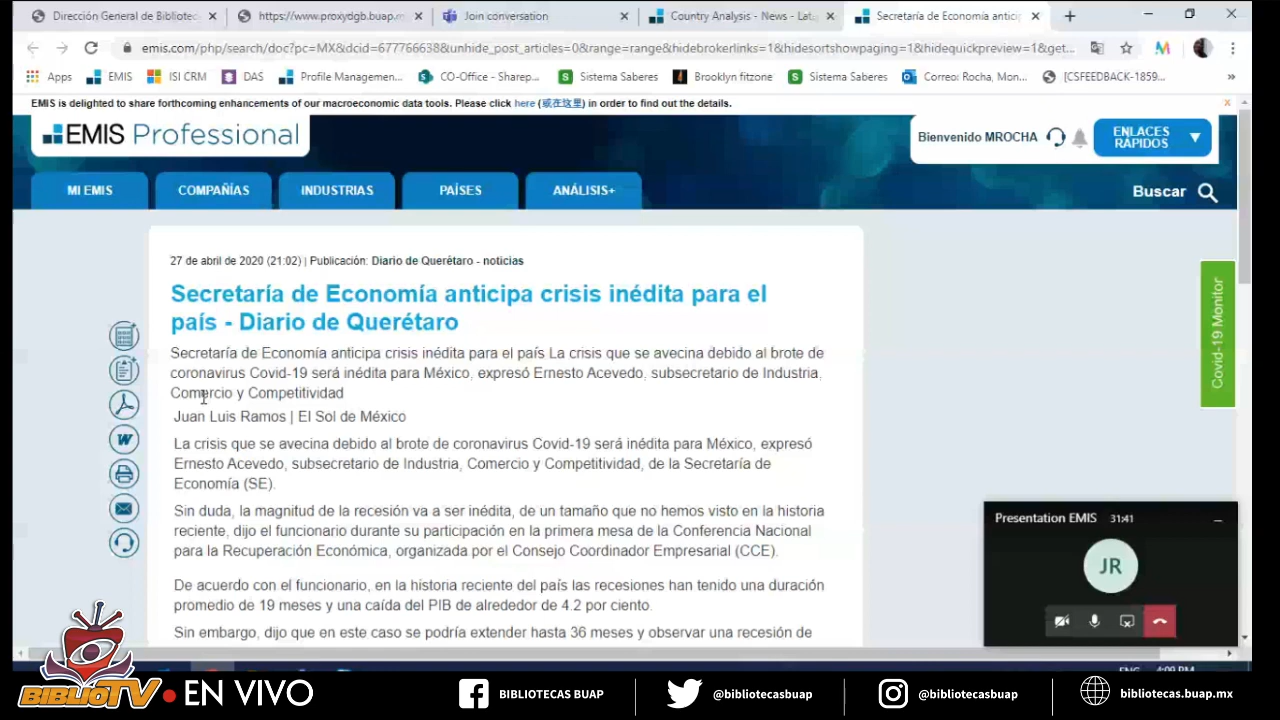 Dirección General de Bibliotec
https://www.proxydgb.buap.m
Join conversation
Country Analysis - News - Lat
Secretaría de Economía antici
emis.com/php/search/doc?pc=MX&dcid=677766638&unhide_post_articles=0&range=range&hidebrokerlinks=1&hidesortshowpaging=1&hidequickpreview=1&get...
Apps EMIS ISI CRM DAS Profile Managemen... CO-Office - Sharep... Sistema Saberes Brooklyn fitzone Sistema Saberes Correo: Rocha, Mon... [CSFEEDBACK-1859...
EMIS is delighted to share forthcoming enhancements of our macroeconomic data tools. Please click here (或在这里) in order to find out the details.
EMIS Professional
Bienvenido MROCHA
ENLACES
RÁPIDOS
MI EMIS COMPAÑÍAS INDUSTRIAS PAÍSES ANÁLISIS+
Buscar
27 de abril de 2020 (21:02) | Publicación: Diario de Querétaro - noticias
Secretaría de Economía anticipa crisis inédita para el
país - Diario de Querétaro
Secretaría de Economía anticipa crisis inédita para el país La crisis que se avecina debido al brote de
coronavirus Covid-19 será inédita para México, expresó Ernesto Acevedo, subsecretario de Industria,
Comercio y Competitividad
Juan Luis Ramos | El Sol de México
La crisis que se avecina debido al brote de coronavirus Covid-19 será inédita para México, expresó
Ernesto Acevedo, subsecretario de Industria, Comercio y Competitividad, de la Secretaría de
Economía (SE).
Sin duda, la magnitud de la recesión va a ser inédita, de un tamaño que no hemos visto en la historia
reciente, dijo el funcionario durante su participación en la primera mesa de la Conferencia Nacional
para la Recuperación Económica, organizada por el Consejo Coordinador Empresarial (CCE).
De acuerdo con el funcionario, en la historia reciente del país las recesiones han tenido una duración
promedio de 19 meses y una caída del PIB de alrededor de 4.2 por ciento.
Sin embargo, dijo que en este caso se podría extender hasta 36 meses y observar una recesión de
Covid-19 Monitor
Presentation EMIS 31:41
JR
ENG 4:09 PM
BIBLIOTV
EN VIVO
BIBLIOTECAS BUAP
@bibliotecasbuap
@bibliotecasbuap
bibliotecas.buap.mx